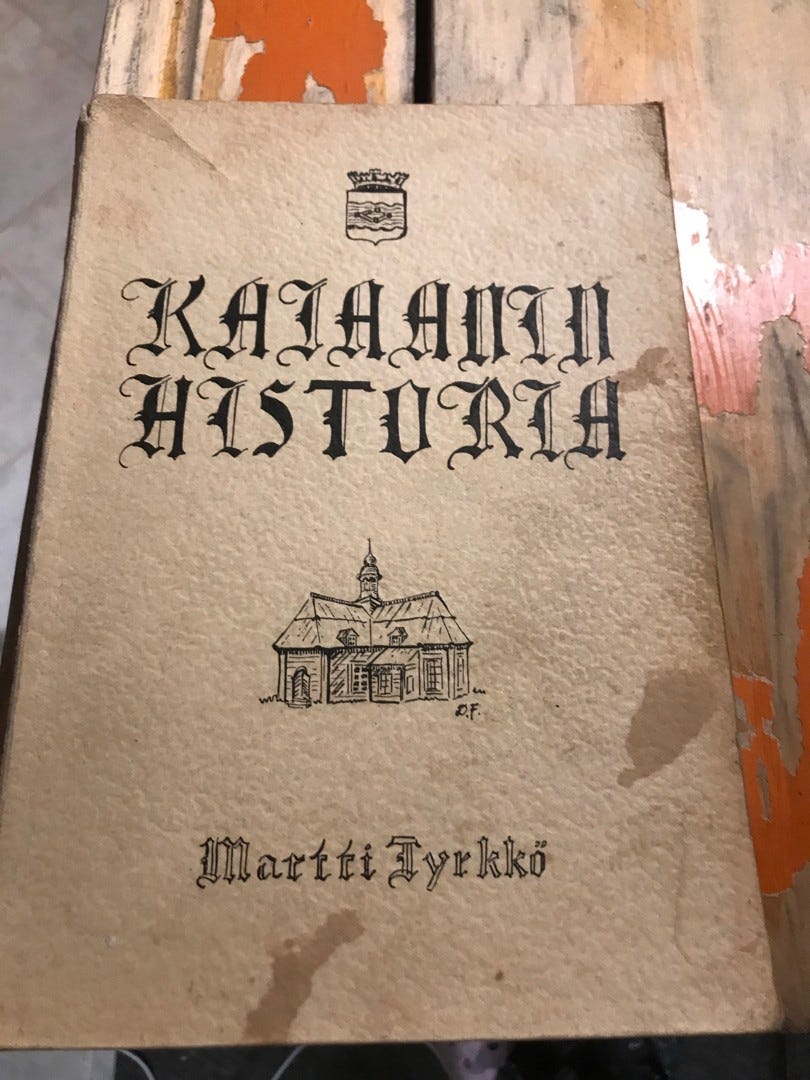 KAJAANIN
HISTORIA
D.F.
Martti Tyrkkö